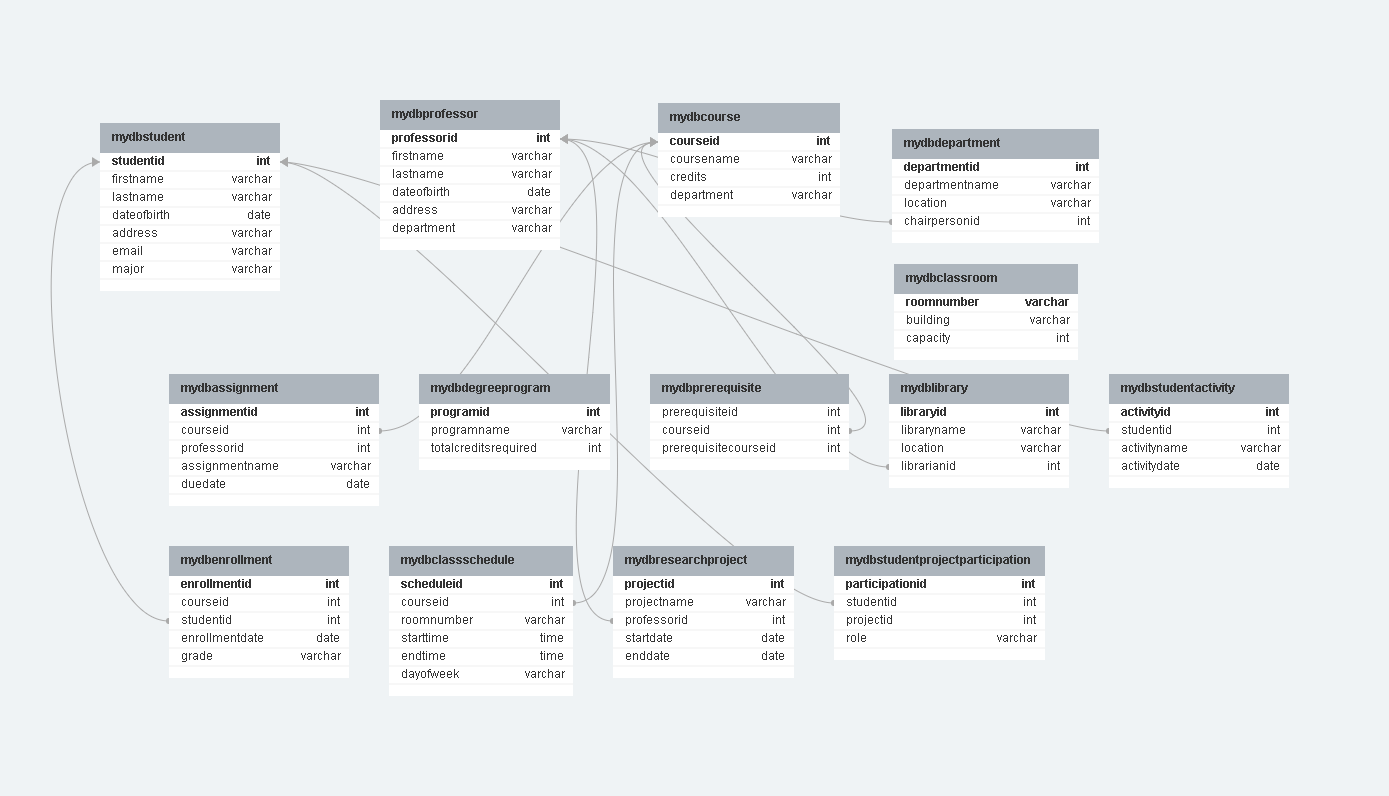 mydbstudent
studentid int
firstname varchar
lastname varchar
dateofbirth date
address varchar
email varchar
major varchar
mydbprofessor
professorid int
firstname varchar
lastname varchar
dateofbirth date
address varchar
department varchar
mydbcourse
courseid int
coursename varchar
credits int
department varchar
mydbdepartment
departmentid int
departmentname varchar
location varchar
chairpersonid int
mydbclassroom
roomnumber varchar
building varchar
capacity int
mydbassignment
assignmentid int
courseid int
professorid int
assignmentname varchar
duedate date
mydbdegreeprogram
programid int
programname varchar
totalcreditsrequired int
mydbprerequisite
prerequisiteid int
courseid int
prerequisitecourseid int
mydblibrary
libraryid int
libraryname varchar
location varchar
librarianid int
mydbstudentactivity
activityid int
studentid int
activityname varchar
activitydate date
mydbenrollment
enrollmentid int
courseid int
studentid int
enrollmentdate date
grade varchar
mydbclassschedule
scheduleid int
courseid int
roomnumber varchar
starttime time
endtime time
dayofweek varchar
mydbresearchproject
projectid int
projectname varchar
professorid int
startdate date
enddate date
mydbstudentprojectparticipation
participationid int
studentid int
projectid int
role varchar